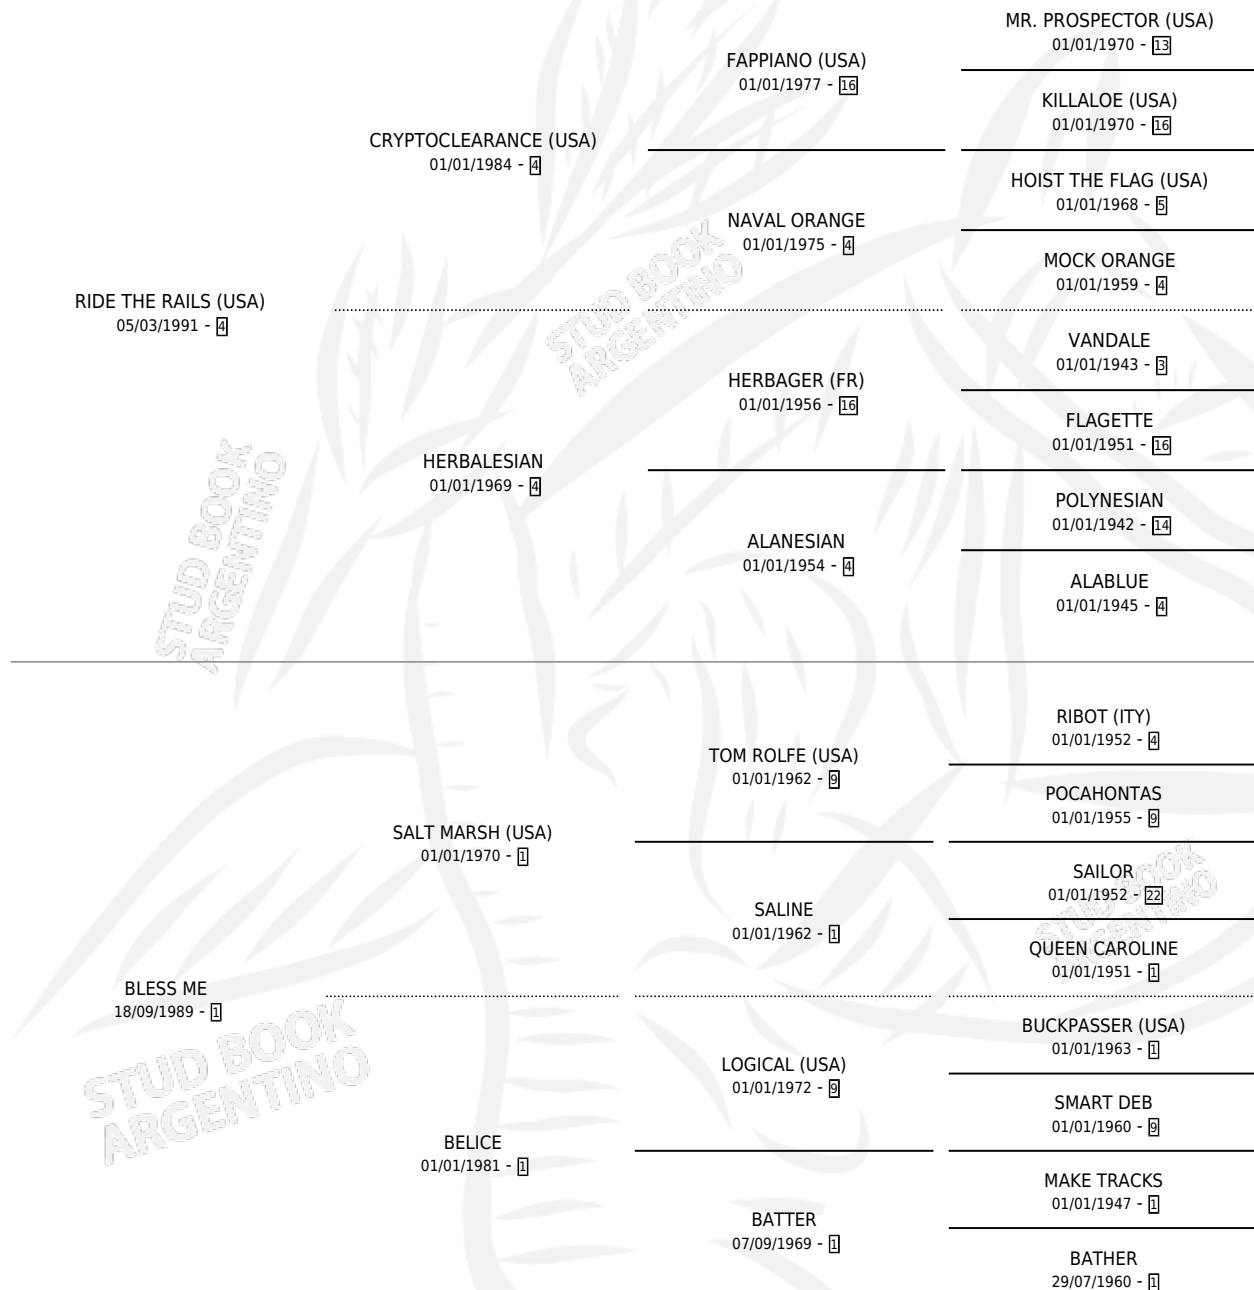 RIDE THE RAILS (USA)
05/03/1991 - 4
CRYPTOCLEARANCE (USA)
01/01/1984 - 4
HERBALESIAN
01/01/1969 - 4
FAPPIANO (USA)
01/01/1977 - 16
NAVAL ORANGE
01/01/1975 - 4
HERBAGER (FR)
01/01/1956 - 16
ALANESIAN
01/01/1954 - 4
MR. PROSPECTOR (USA)
01/01/1970 - 13
KILLALOE (USA)
01/01/1970 - 16
HOIST THE FLAG (USA)
01/01/1968 - 5
MOCK ORANGE
01/01/1959 - 4
VANDALE
01/01/1943 - 3
FLAGETTE
01/01/1951 - 16
POLYNESIAN
01/01/1942 - 14
ALABLUE
01/01/1945 - 4
BLESS ME
18/09/1989 - 1
SALT MARSH (USA)
01/01/1970 - 1
BELICE
01/01/1981 - 1
TOM ROLFE (USA)
01/01/1962 - 9
SALINE
01/01/1962 - 1
LOGICAL (USA)
01/01/1972 - 9
BATTER
07/09/1969 - 1
RIBOT (ITY)
01/01/1952 - 4
POCAHONTAS
01/01/1955 - 9
SAILOR
01/01/1952 - 22
QUEEN CAROLINE
01/01/1951 - 1
BUCKPASSER (USA)
01/01/1963 - 1
SMART DEB
01/01/1960 - 9
MAKE TRACKS
01/01/1947 - 1
BATHER
29/07/1960 - 1
STUD BOOK
ARGENTINO
STUD BOOK
ARGENTINO
STUD BOOK
ARGENTINO
STUD BOOK
ARGENTINO